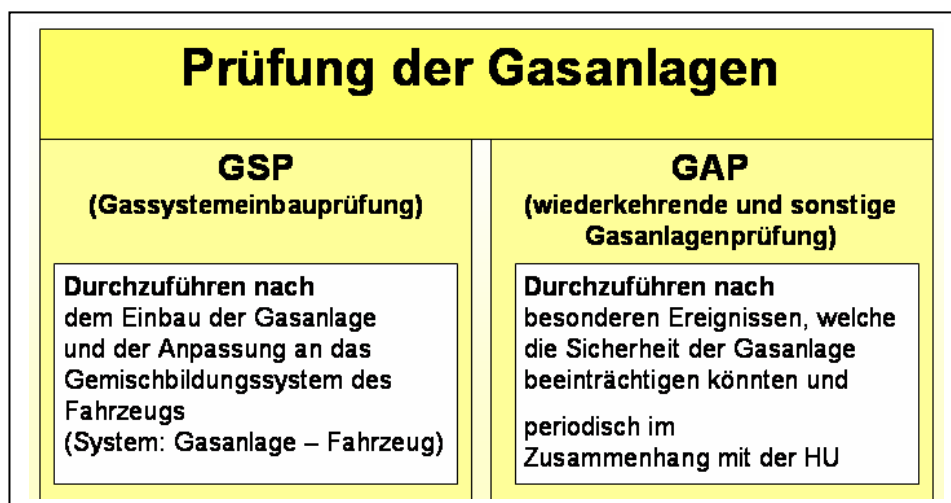 Prüfung der Gasanlagen
GSP
(Gassystemeinbauprüfung)
Durchzuführen nach
dem Einbau der Gasanlage
und der Anpassung an das
Gemischbildungssystem des
Fahrzeugs
(System: Gasanlage – Fahrzeug)
GAP
(wiederkehrende und sonstige
Gasanlagenprüfung)
Durchzuführen nach
besonderen Ereignissen, welche
die Sicherheit der Gasanlage
beeinträchtigen könnten und
periodisch im
Zusammenhang mit der HU